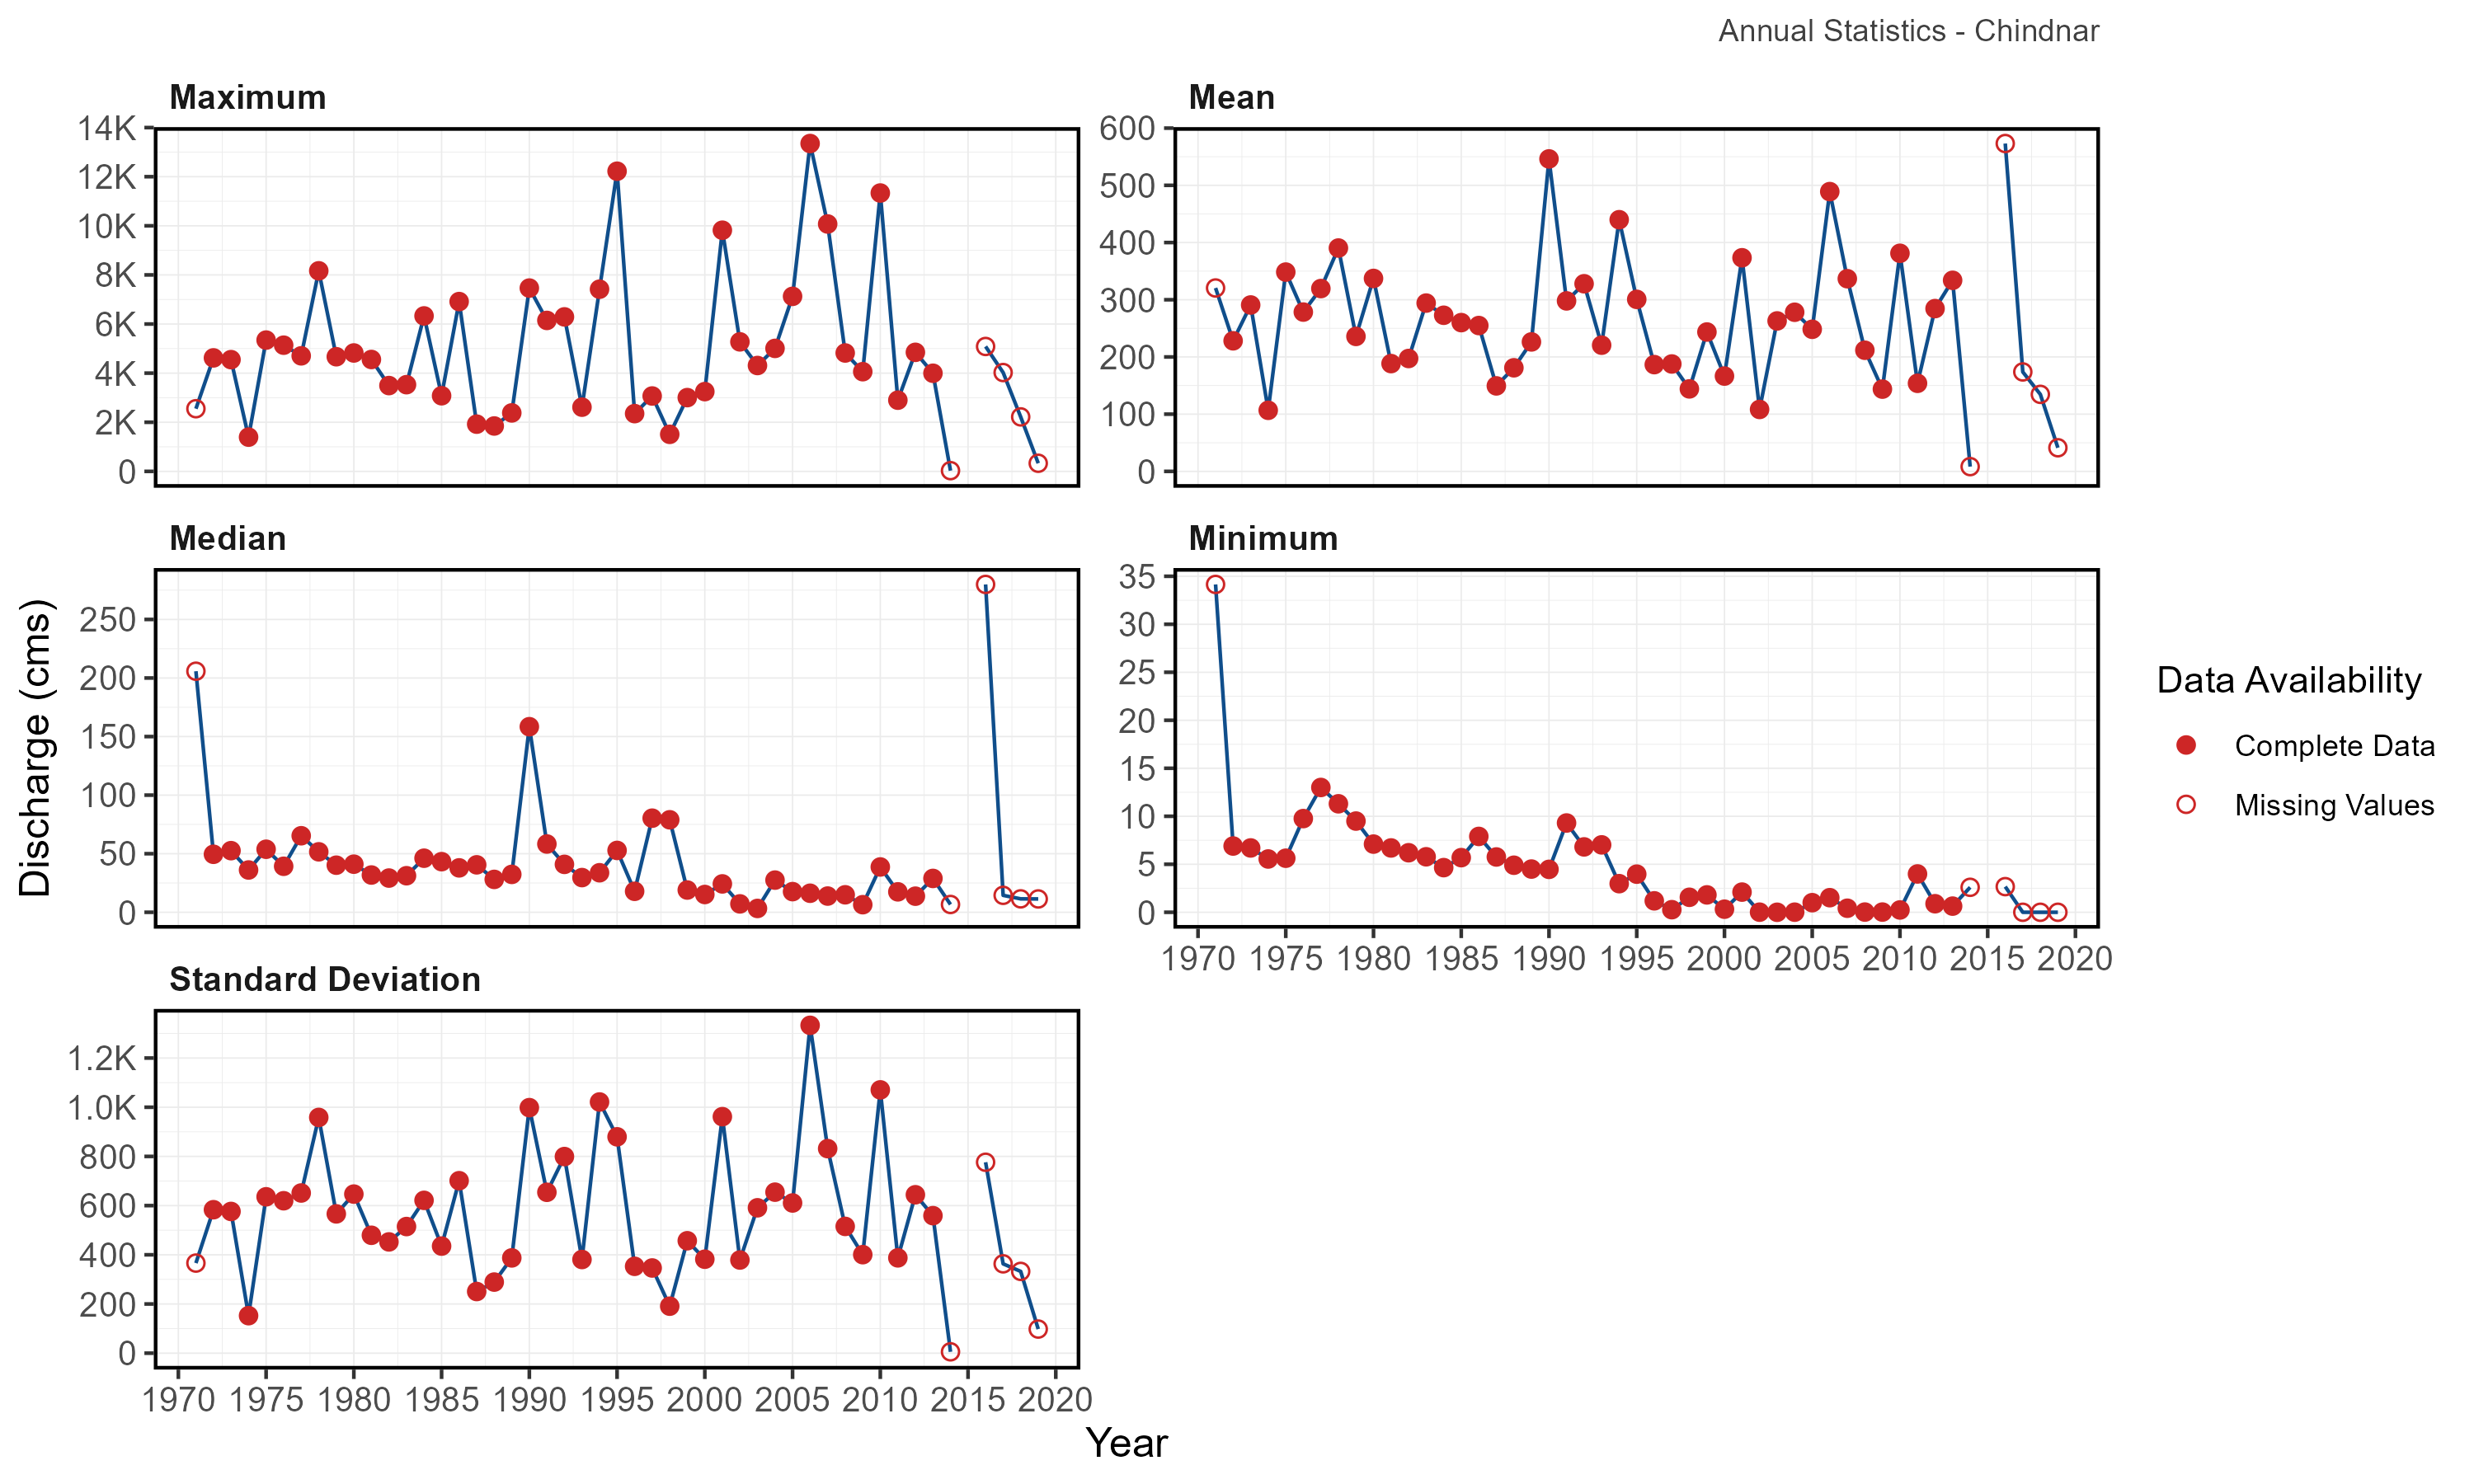 Annual Statistics - Chindnar
Maximum
14K
12K
10K
8K
6K
4K
2K
0
Mean
600
500
400
300
200
100
0
Discharge (cms)
Median
250
200
150
100
50
0
Minimum
35
30
25
20
15
10
5
0
1970 1975 1980 1985 1990 1995 2000 2005 2010 2015 2020
Standard Deviation
1.2K
1.0K
800
600
400
200
0
1970 1975 1980 1985 1990 1995 2000 2005 2010 2015 2020
Year
Data Availability
Complete Data
Missing Values